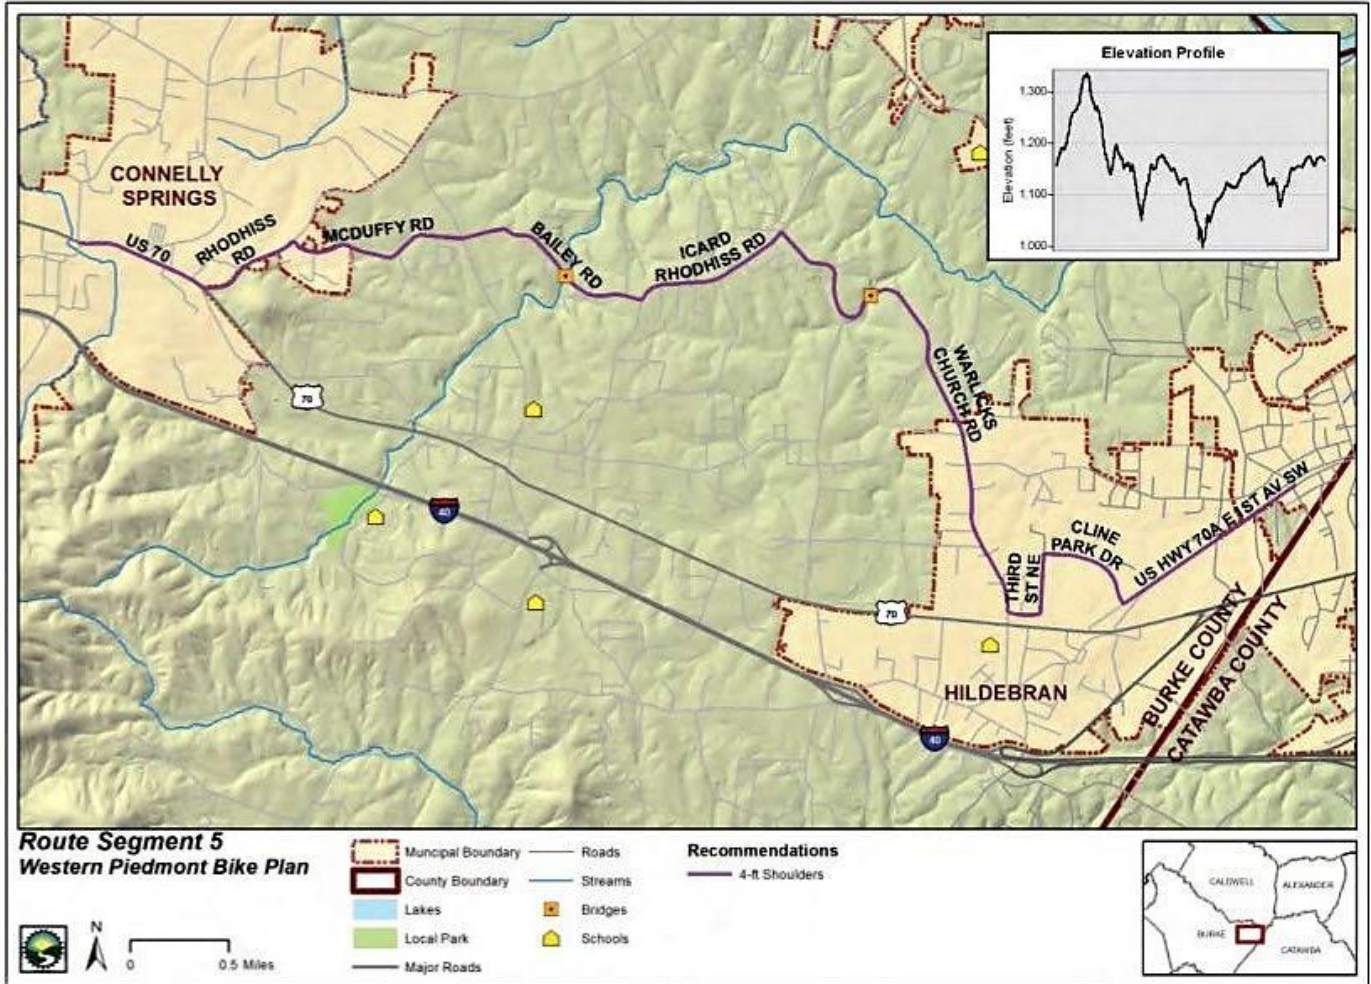 Elevation Profile
Elevation (feet)
1,300
1,200
1,100
1,000
CONNELLY
SPRINGS
US 70
RHODHISS
RD
MCDUFFY RD
BAILEY RD
ICARD
RHODHISS RD
WARLICKS
CHURCH RD
70
40
THIRD
ST NE
CLINE
PARK DR
US HWY 70A E 1ST AV SW
70
HILDEBRAN
40
BURKE COUNTY
CATAWBA COUNTY
Route Segment 5
Western Piedmont Bike Plan
N
0 0.5 Miles
Muncipal Boundary
County Boundary
Lakes
Local Park
Major Roads
Roads
Streams
Bridges
Schools
Recommendations
4-ft Shoulders
CALDWELL
ALEXANDER
BURKE
CATAWBA